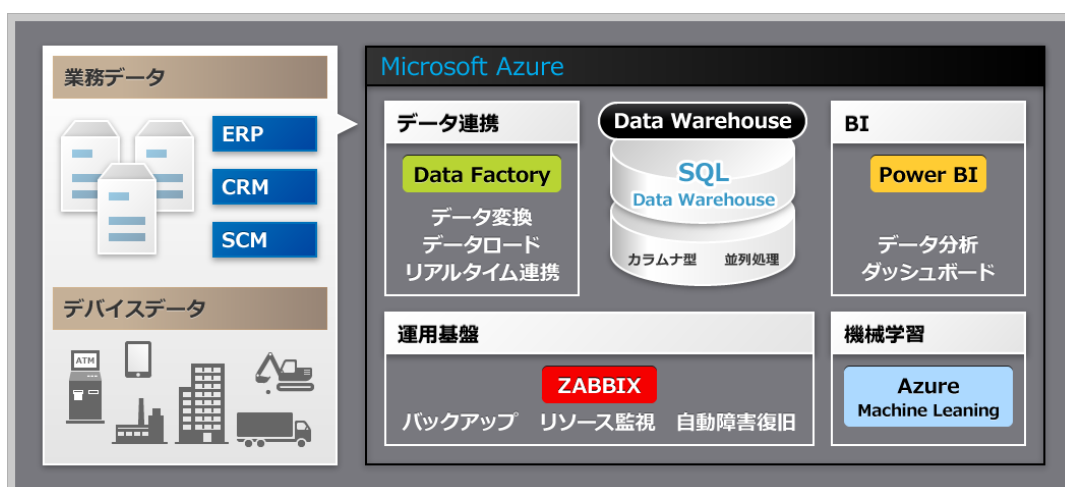 業務データ
ERP
CRM
SCM
デバイスデータ
ATM
Microsoft Azure
データ連携
Data Factory
データ変換
データロード
リアルタイム連携
Data Warehouse
SQL
Data Warehouse
カラムナ型 並列処理
BI
Power BI
データ分析
ダッシュボード
運用基盤
ZABBIX
バックアップ リソース監視 自動障害復旧
機械学習
Azure
Machine Leaning